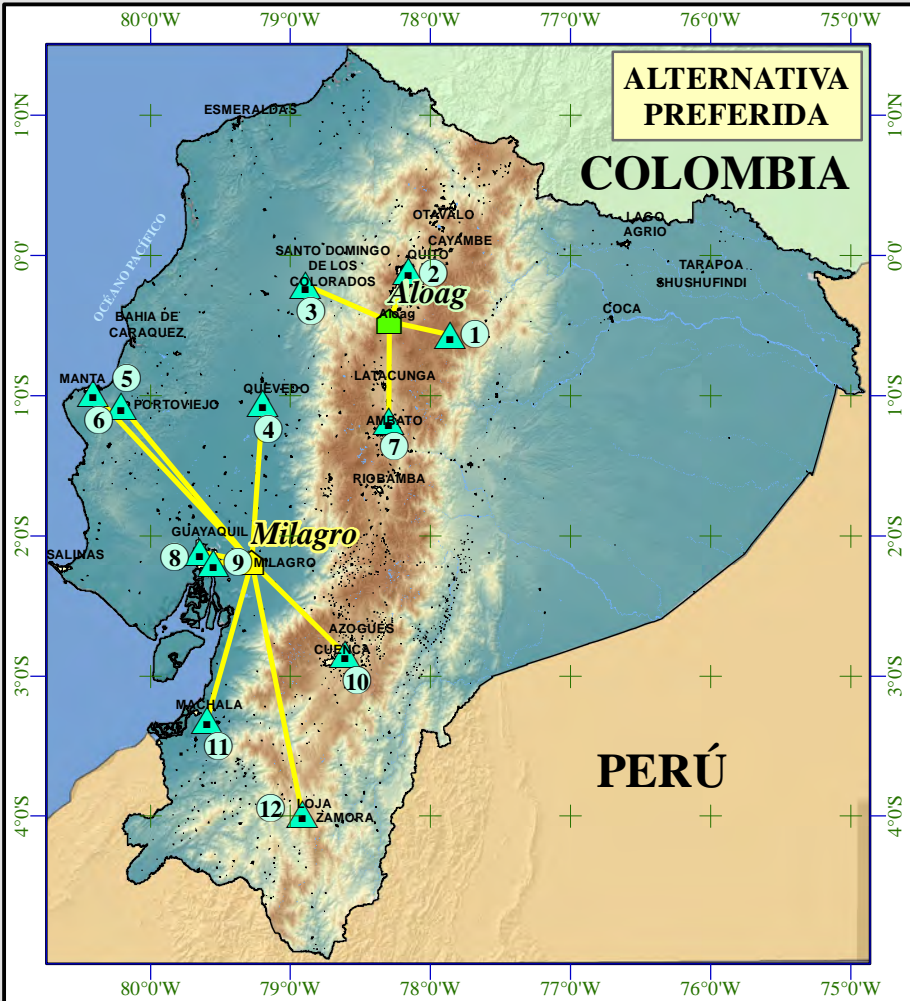 80°0'W 79°0'W 78°0'W 77°0'W 76°0'W 75°0'W
ALTERNATIVA
PREFERIDA
1°0'N
1°0'N
ESMERALDAS
COLOMBIA
OTAVALO
LAGO
AGRIO
CAYAMBE
OCÉANO PACÍFICO
SANTO DOMINGO
DE LOS
COLORADOS
QUITO
2
0°0'
0°0'
TARAPOA
SHUSHUFINDI
Aloag
3
Aloag
COCA
BAHIA DE
CARAQUEZ
1
LATACUNGA
MANTA
5
QUEVEDO
1°0'S
1°0'S
PORTOVIEJO
6
4
AMBATO
7
RIOBAMBA
Milagro
2°0'S
2°0'S
GUAYAQUIL
SALINAS
8
9
MILAGRO
AZOGUES
CUENCA
10
3°0'S
3°0'S
MACHALA
11
PERÚ
12
LOJA
ZAMORA
4°0'S
4°0'S
80°0'W 79°0'W 78°0'W 77°0'W 76°0'W 75°0'W